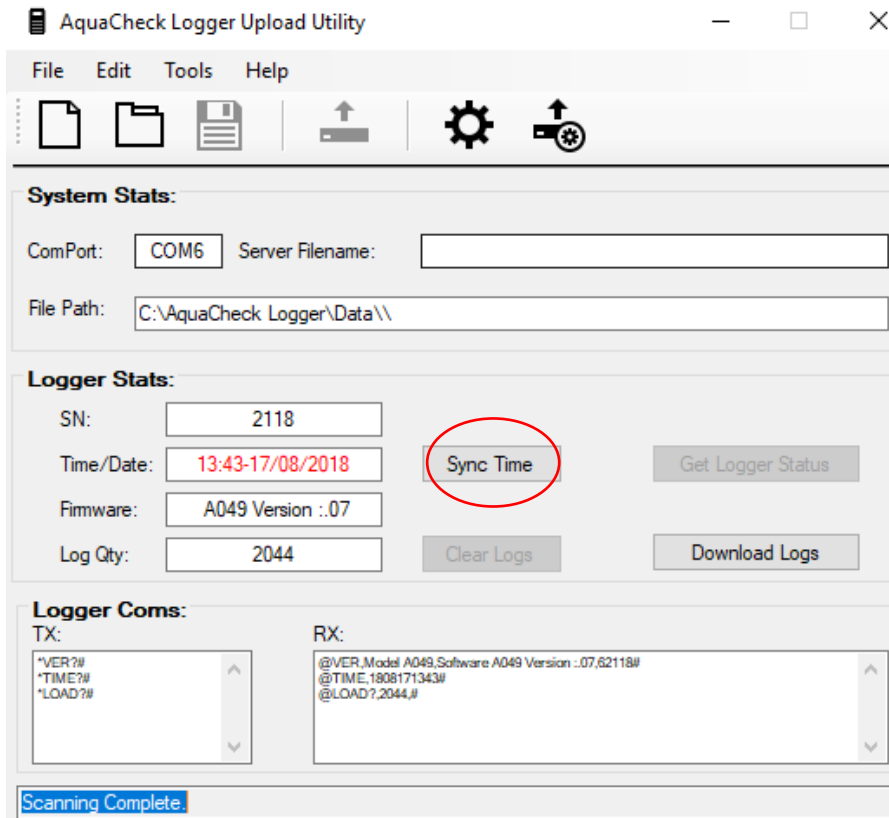 AquaCheck Logger Upload Utility
File Edit Tools Help
System Stats:
ComPort: COM6 Server Filename:
File Path: C:\AquaCheck Logger\Data\\
Logger Stats:
SN: 2118
Time/Date: 13:43-17/08/2018 Sync Time Get Logger Status
Firmware: A049 Version :.07
Log Qty: 2044 Clear Logs Download Logs
Logger Coms:
TX: RX:
*VER?# @VER,Model A049,Software A049 Version :.07,62118#
*TIME?# @TIME,1808171343#
*LOAD?# @LOAD?,2044,#
Scanning Complete.